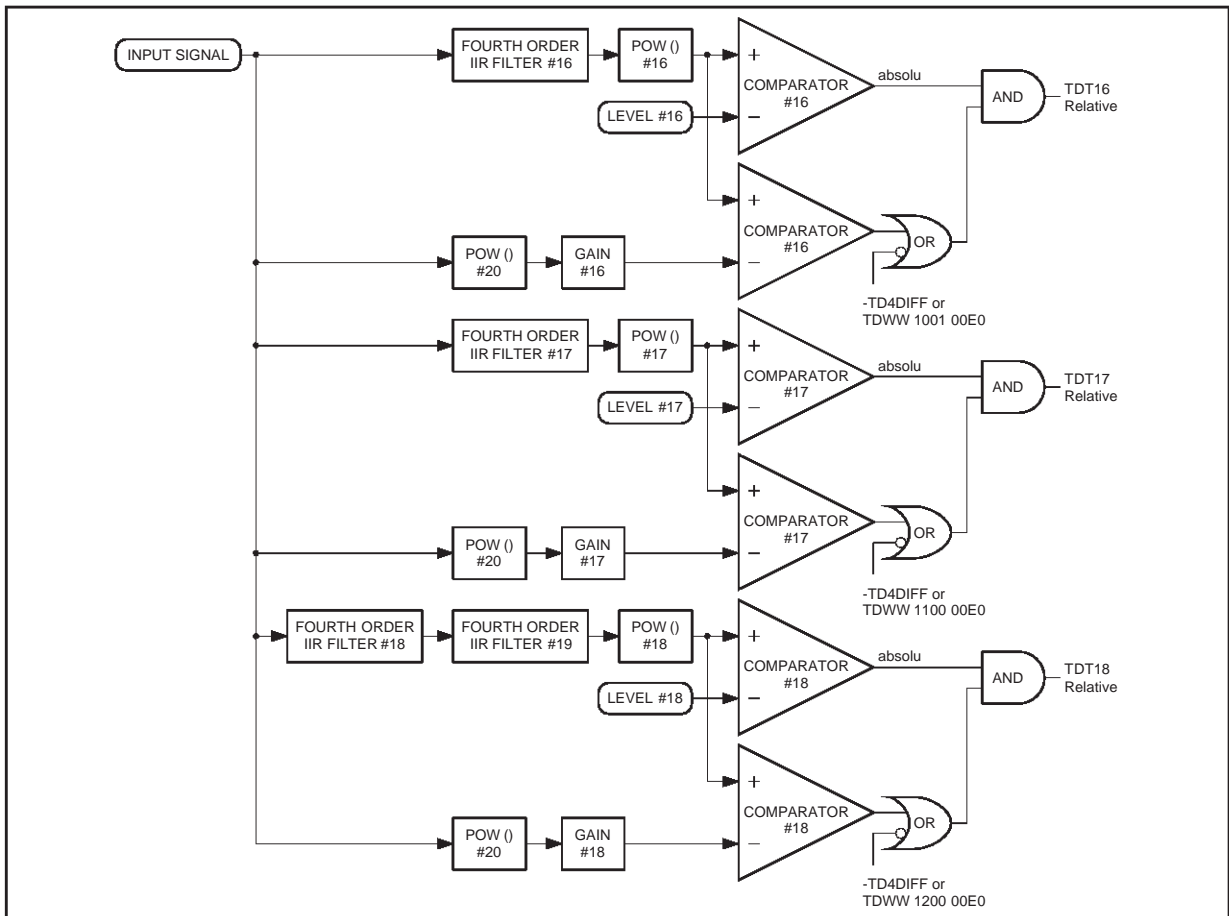 INPUT SIGNAL
FOURTH ORDER
IIR FILTER #16
POW ()
#16
+
COMPARATOR
#16
−
LEVEL #16
absolu
AND
TDT16
Relative
+
COMPARATOR
#16
−
OR
POW ()
#20
GAIN
#16
-TD4DIFF or
TDWW 1001 00E0
FOURTH ORDER
IIR FILTER #17
POW ()
#17
+
COMPARATOR
#17
−
LEVEL #17
absolu
AND
TDT17
Relative
+
COMPARATOR
#17
−
OR
POW ()
#20
GAIN
#17
-TD4DIFF or
TDWW 1100 00E0
FOURTH ORDER
IIR FILTER #18
FOURTH ORDER
IIR FILTER #19
POW ()
#18
+
COMPARATOR
#18
−
LEVEL #18
absolu
AND
TDT18
Relative
+
COMPARATOR
#18
−
OR
POW ()
#20
GAIN
#18
-TD4DIFF or
TDWW 1200 00E0